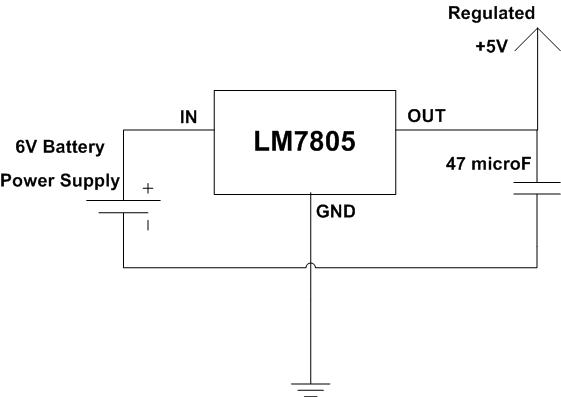 Regulated
+5V
IN
OUT
6V Battery
Power Supply
LM7805
47 microF
+
GND